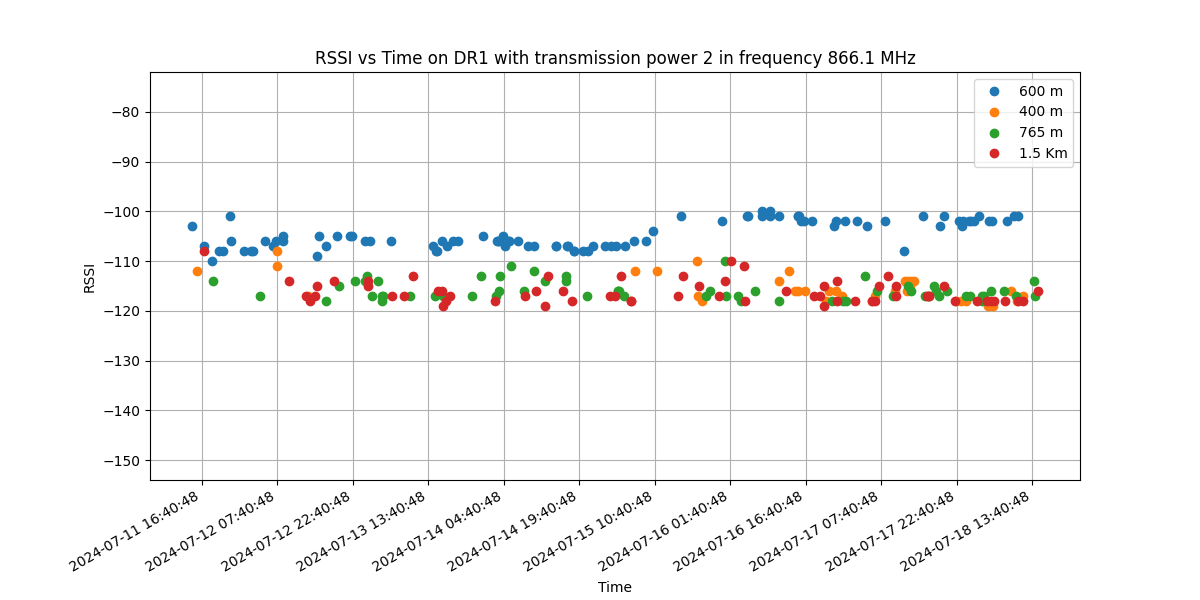 RSSI vs Time on DR1 with transmission power 2 in frequency 866.1 MHz
600 m
400 m
765 m
1.5 Km
−80
−90
−100
−110
−120
−130
−140
−150
RSSI
2024-07-11 16:40:48
2024-07-12 07:40:48
2024-07-12 22:40:48
2024-07-13 13:40:48
2024-07-14 04:40:48
2024-07-14 19:40:48
2024-07-15 10:40:48
2024-07-16 01:40:48
2024-07-16 16:40:48
2024-07-17 07:40:48
2024-07-17 22:40:48
2024-07-18 13:40:48
Time